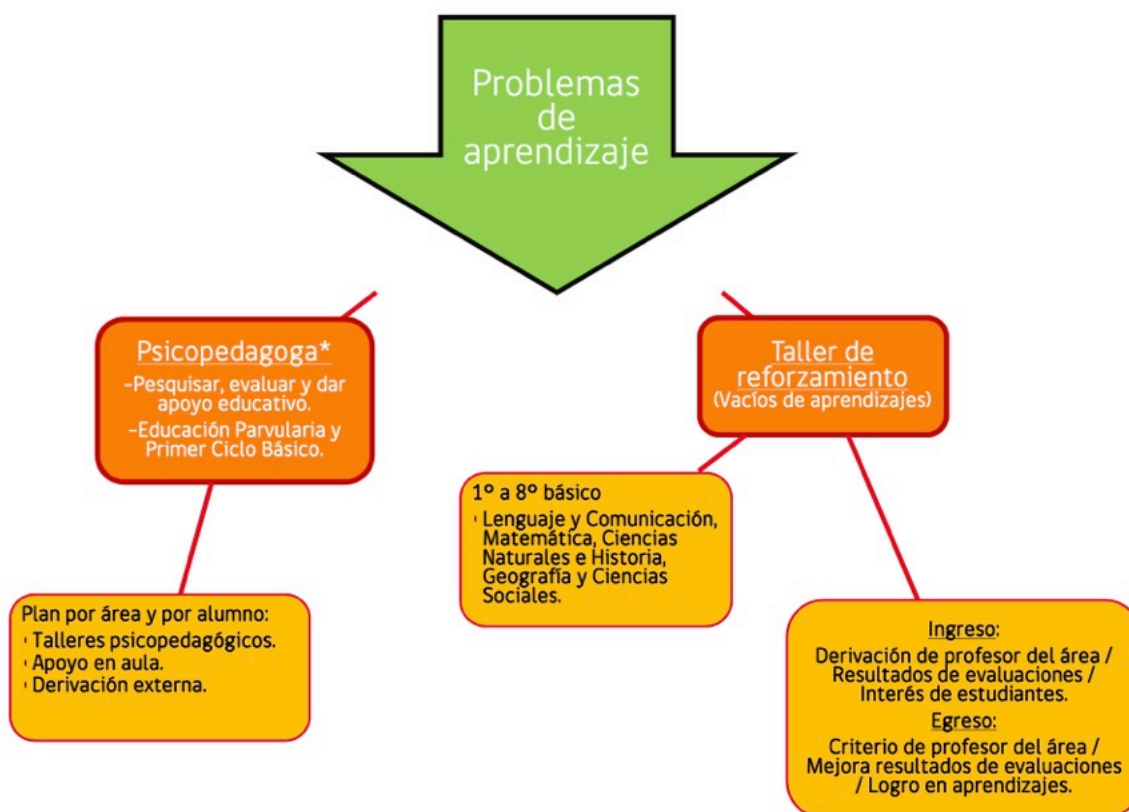 Problemas
de
aprendizaje
Psicopedagoga*
-Pesquisar, evaluar y dar
apoyo educativo.
-Educación Parvularia y
Primer Ciclo Básico.
Plan por área y por alumno:
· Talleres psicopedagógicos.
· Apoyo en aula.
· Derivación externa.
Taller de
reforzamiento
(Vacíos de aprendizajes)
1º a 8º básico
· Lenguaje y Comunicación,
Matemática, Ciencias
Naturales e Historia,
Geografía y Ciencias
Sociales.
Ingreso:
Derivación de profesor del área /
Resultados de evaluaciones /
Interés de estudiantes.
Egreso:
Criterio de profesor del área /
Mejora resultados de evaluaciones
/ Logro en aprendizajes.